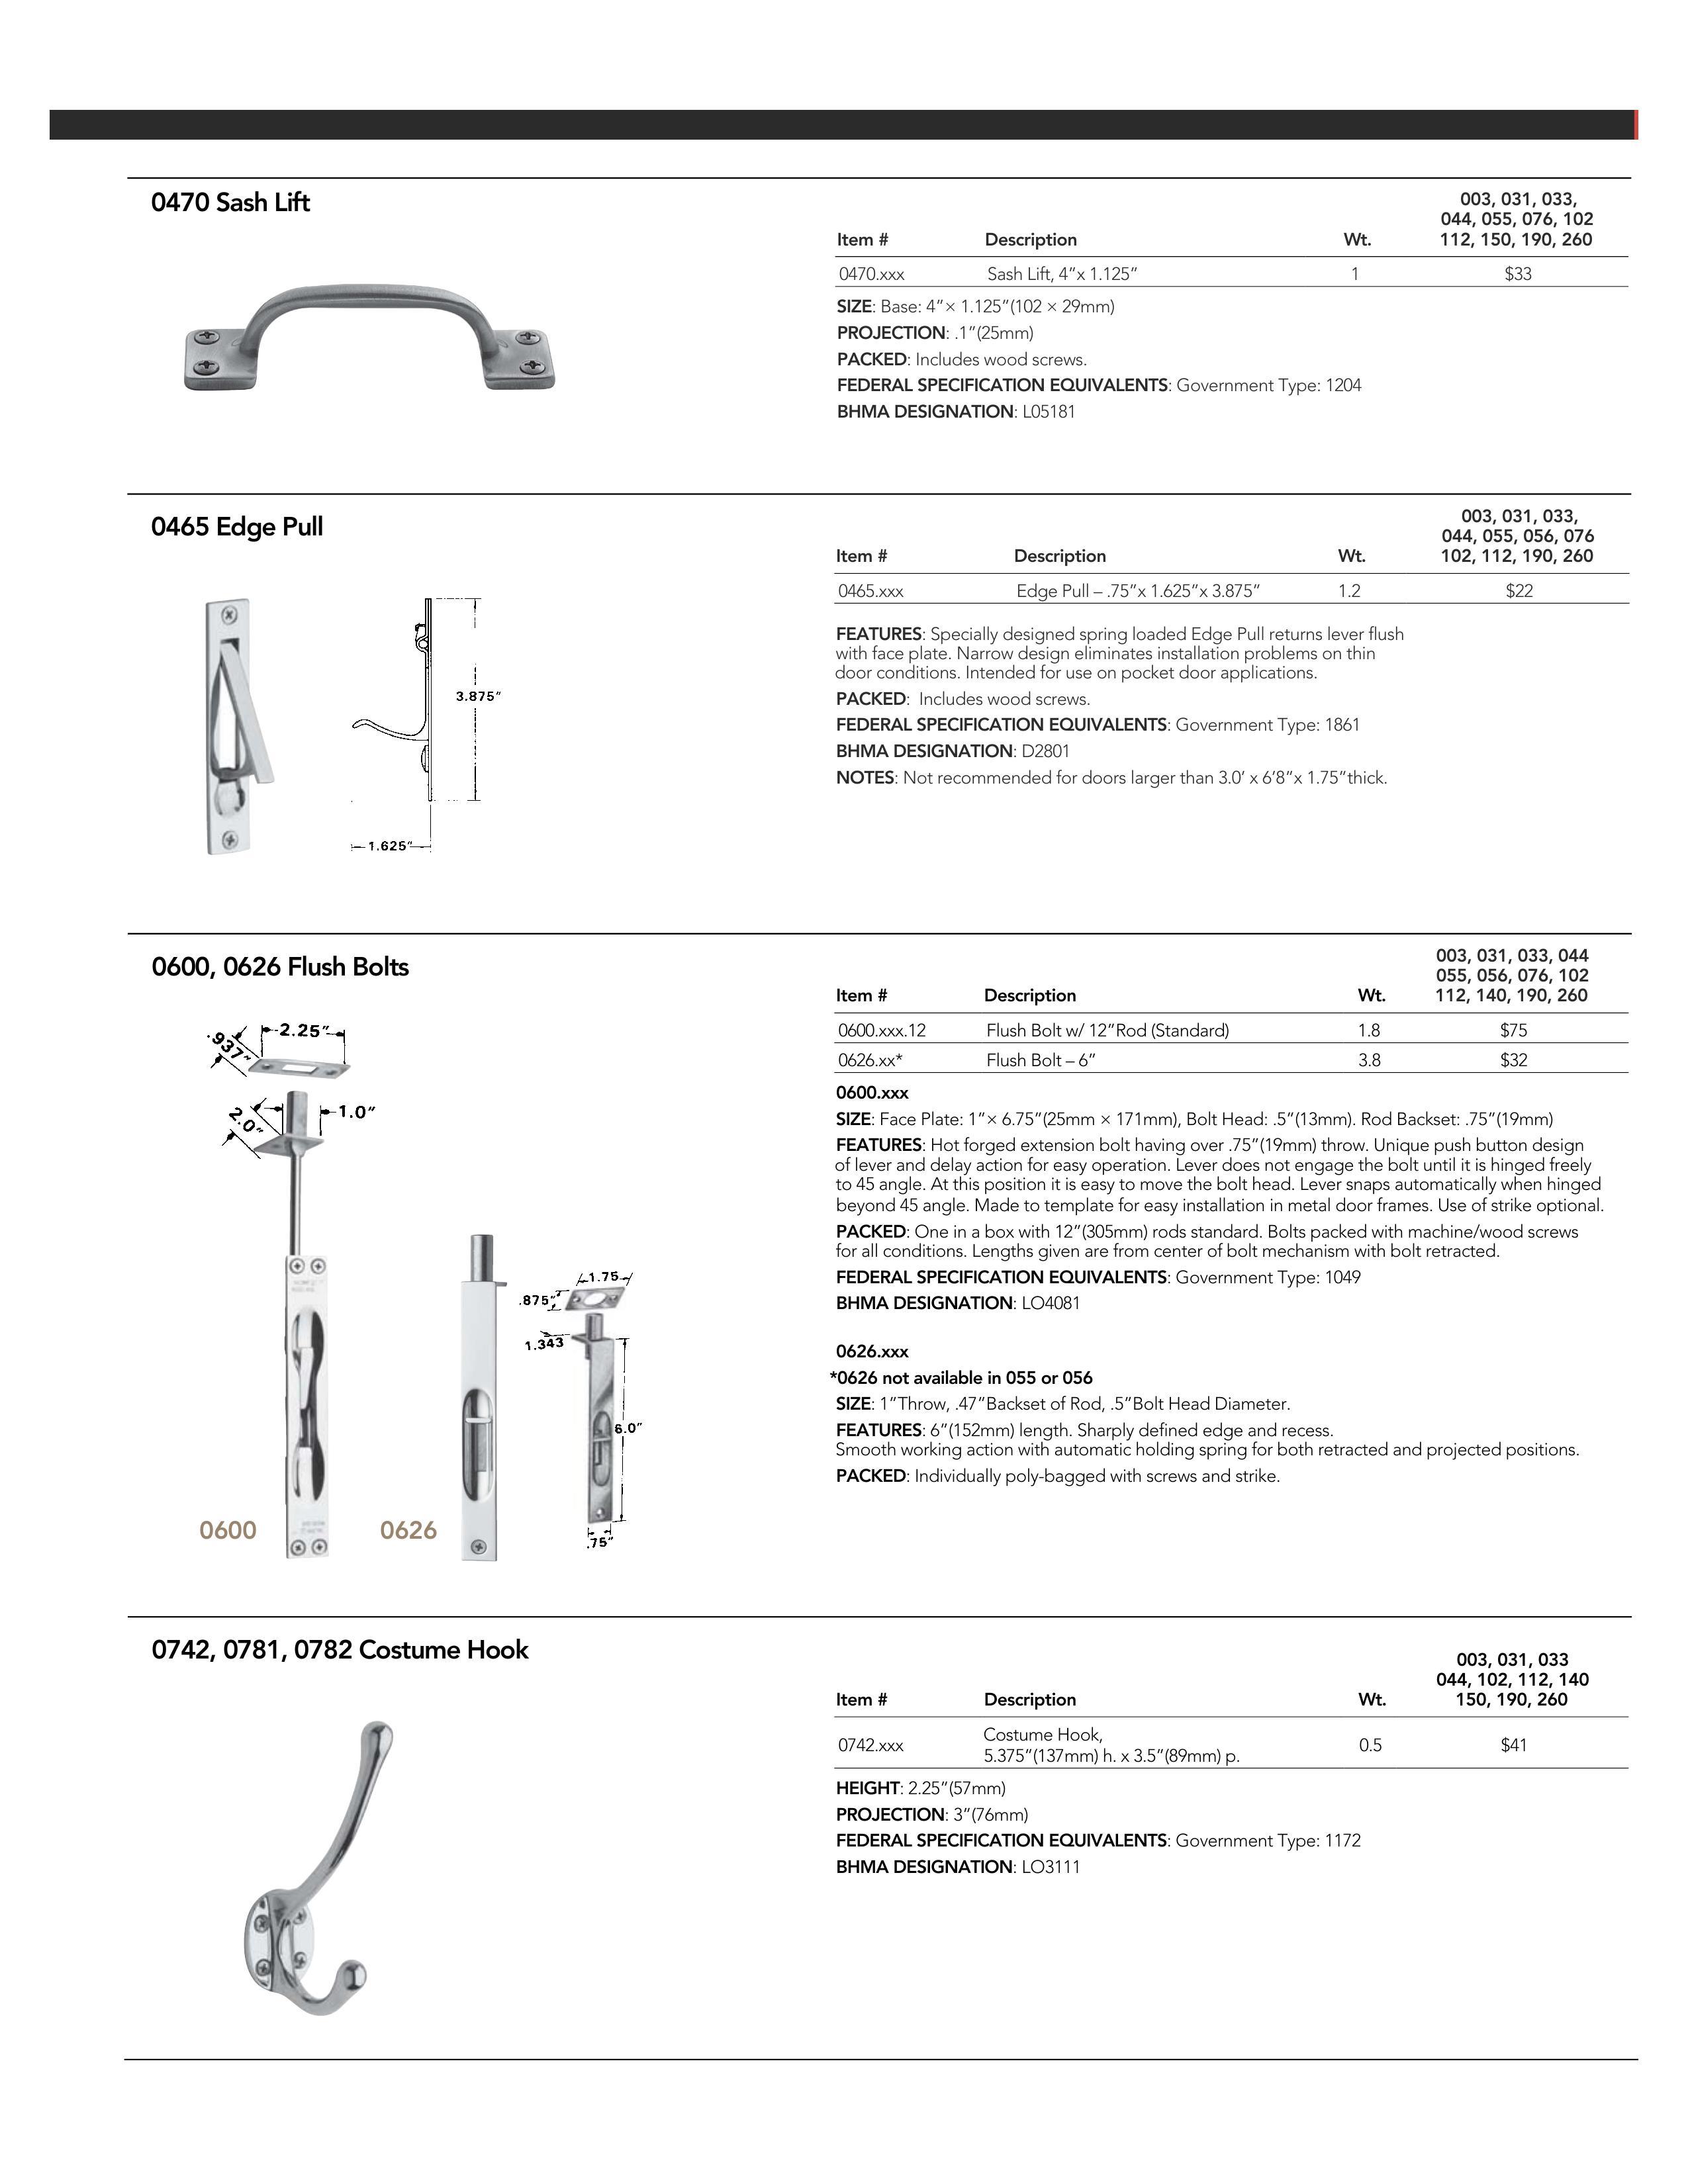 0470 Sash Lift
003, 031, 033,
044, 055, 076, 102
Item # Description Wt. 112, 150, 190, 260
0470.xxx Sash Lift, 4”x 1.125” 1 $33
SIZE: Base: 4”× 1.125”(102 × 29mm)
PROJECTION: .1”(25mm)
PACKED: Includes wood screws.
FEDERAL SPECIFICATION EQUIVALENTS: Government Type: 1204
BHMA DESIGNATION: L05181
0465 Edge Pull
003, 031, 033,
044, 055, 056, 076
Item # Description Wt. 102, 112, 190, 260
0465.xxx Edge Pull – .75”x 1.625”x 3.875” 1.2 $22
3.875”
1.625”
FEATURES: Specially designed spring loaded Edge Pull returns lever flush
with face plate. Narrow design eliminates installation problems on thin
door conditions. Intended for use on pocket door applications.
PACKED: Includes wood screws.
FEDERAL SPECIFICATION EQUIVALENTS: Government Type: 1861
BHMA DESIGNATION: D2801
NOTES: Not recommended for doors larger than 3.0’ x 6’8”x 1.75”thick.
0600, 0626 Flush Bolts
003, 031, 033, 044
055, 056, 076, 102
Item # Description Wt. 112, 140, 190, 260
0600.xxx.12 Flush Bolt w/ 12”Rod (Standard) 1.8 $75
0626.xx* Flush Bolt – 6” 3.8 $32
.937”
2.25”
2.0”
1.0”
1.75
.875”
1.343
6.0”
.75”
0600
0626
0600.xxx
SIZE: Face Plate: 1”× 6.75”(25mm × 171mm), Bolt Head: .5”(13mm). Rod Backset: .75”(19mm)
FEATURES: Hot forged extension bolt having over .75”(19mm) throw. Unique push button design
of lever and delay action for easy operation. Lever does not engage the bolt until it is hinged freely
to 45 angle. At this position it is easy to move the bolt head. Lever snaps automatically when hinged
beyond 45 angle. Made to template for easy installation in metal door frames. Use of strike optional.
PACKED: One in a box with 12”(305mm) rods standard. Bolts packed with machine/wood screws
for all conditions. Lengths given are from center of bolt mechanism with bolt retracted.
FEDERAL SPECIFICATION EQUIVALENTS: Government Type: 1049
BHMA DESIGNATION: LO4081
0626.xxx
*0626 not available in 055 or 056
SIZE: 1”Throw, .47”Backset of Rod, .5”Bolt Head Diameter.
FEATURES: 6”(152mm) length. Sharply defined edge and recess.
Smooth working action with automatic holding spring for both retracted and projected positions.
PACKED: Individually poly-bagged with screws and strike.
0742, 0781, 0782 Costume Hook
003, 031, 033
044, 102, 112, 140
Item # Description Wt. 150, 190, 260
Costume Hook,
0742.xxx 5.375”(137mm) h. x 3.5”(89mm) p. 0.5 $41
HEIGHT: 2.25”(57mm)
PROJECTION: 3”(76mm)
FEDERAL SPECIFICATION EQUIVALENTS: Government Type: 1172
BHMA DESIGNATION: LO3111